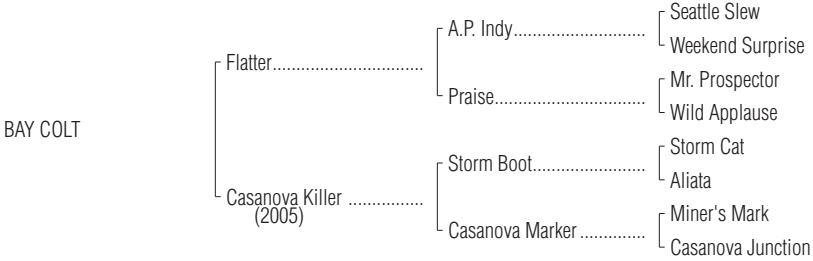 Seattle Slew
A.P. Indy..............................
Weekend Surprise
Flatter..................................
Mr. Prospector
Praise..................................
Wild Applause
BAY COLT
Storm Cat
Storm Boot.........................
Aliata
Casanova Killer .................
(2005)
Miner's Mark
Casanova Marker ...............
Casanova Junction